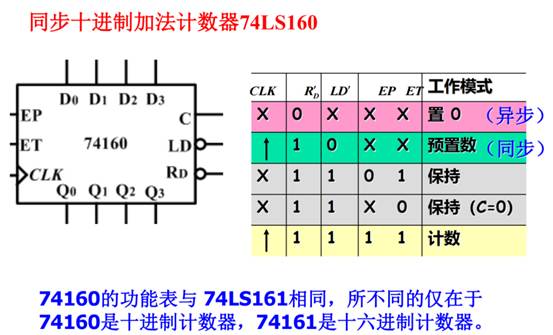 同步十进制加法计数器74LS160
D0 D1 D2 D3
EP
C
ET
74160
LD
CLK
RD
Q0 Q1 Q2 Q3
CLK R'D LD' EP ET 工作模式
X 0 X X X 置 0 (异步)
↑ 1 0 X X 预置数 (同步)
X 1 1 0 1 保持
X 1 1 X 0 保持 (C=0)
↑ 1 1 1 1 计数
74160的功能表与 74LS161相同，所不同的仅在于
74160是十进制计数器，74161是十六进制计数器。